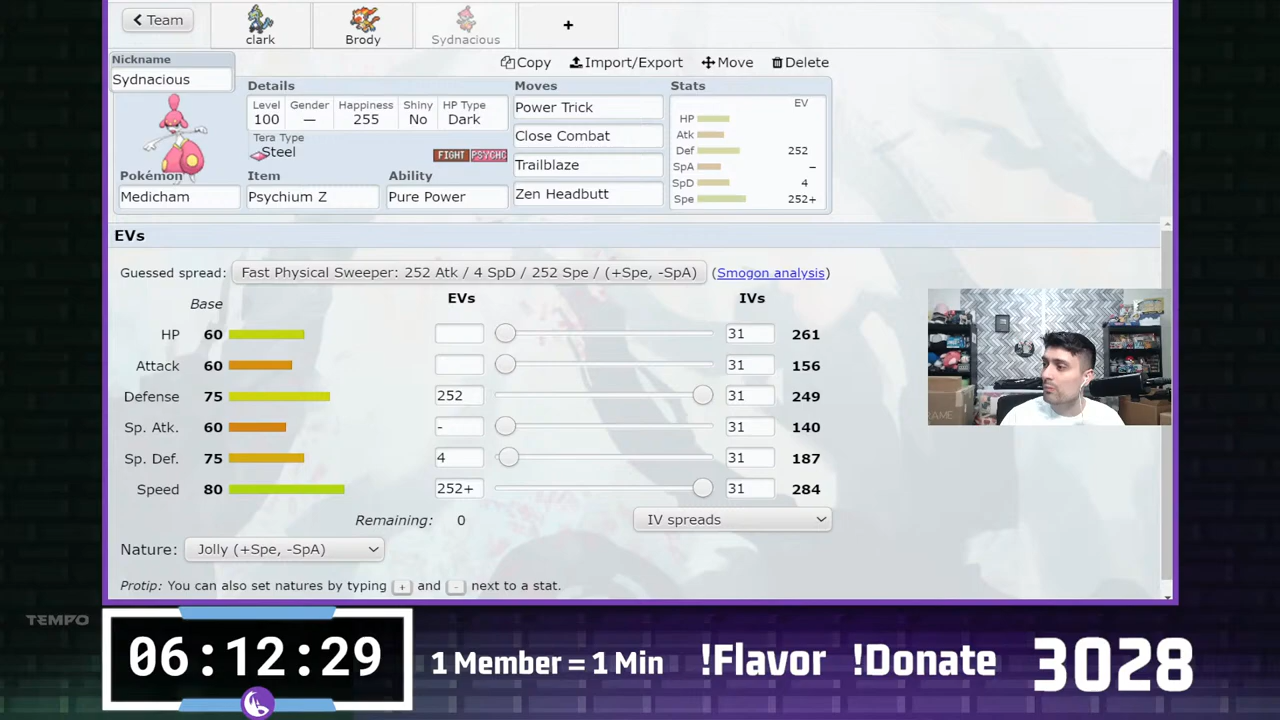 Team
clark
Brody
Sydnacious
+
Nickname
Sydnacious
Copy
Import/Export
Move
Delete
Details
Moves
Stats
Level
Gender
Happiness
Shiny
HP Type
100
—
255
No
Dark
Tera Type
Steel
FIGHT
PSYCHC
Pokémon
Item
Ability
Medicham
Psychium Z
Pure Power
Power Trick
Close Combat
Trailblaze
Zen Headbutt
EV
HP
Atk
Def 252
SpA –
SpD 4
Spe 252+
EVs
Guessed spread: Fast Physical Sweeper: 252 Atk / 4 SpD / 252 Spe / (+Spe, -SpA) (Smogon analysis)
Base EVs IVs
HP 60 31 261
Attack 60 31 156
Defense 75 252 31 249
Sp. Atk. 60 - 31 140
Sp. Def. 75 4 31 187
Speed 80 252+ 31 284
Remaining: 0 IV spreads
Nature: Jolly (+Spe, -SpA)
Protip: You can also set natures by typing + and - next to a stat.
TEMPO
06:12:29
1 Member = 1 Min
!Flavor
!Donate
3028